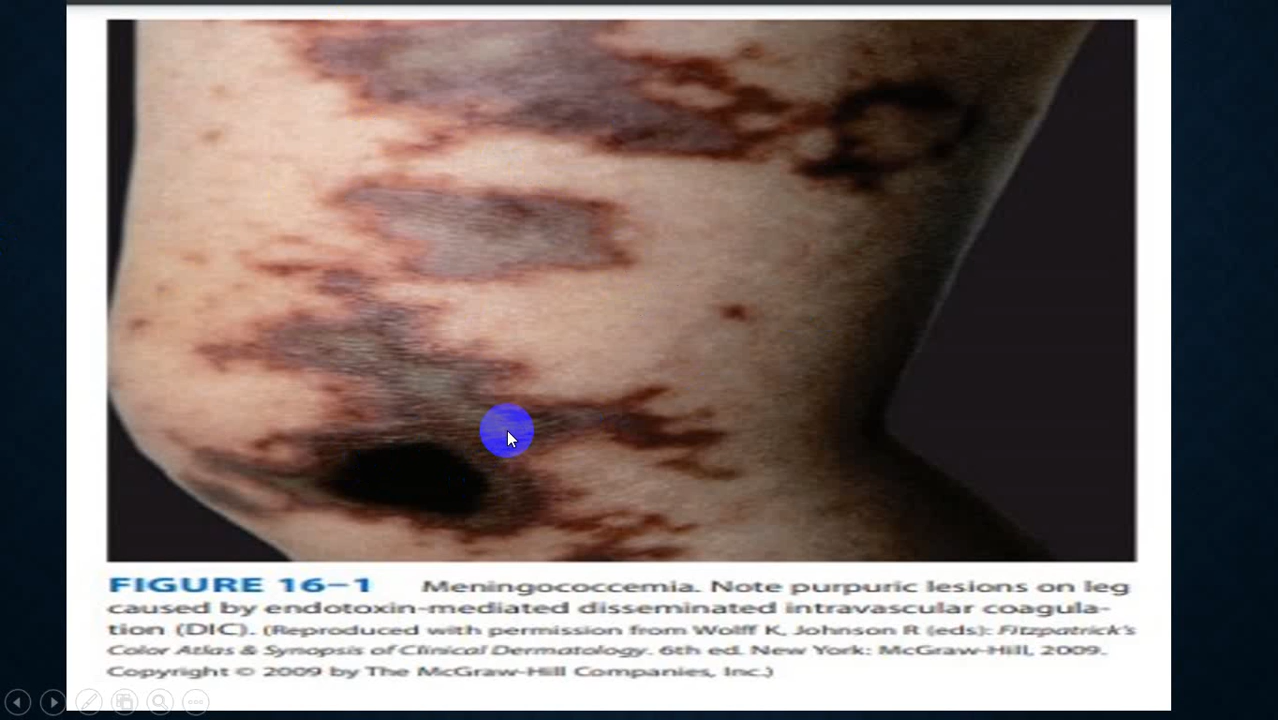 FIGURE 16–1 Meningococcemia. Note purpuric lesions on leg
caused by endotoxin-mediated disseminated intravascular coagula-
tion (DIC). (Reproduced with permission from Wolff K, Johnson R (eds): Fitzpatrick's
Color Atlas & Synopsis of Clinical Dermatology. 6th ed. New York: McGraw-Hill, 2009.
Copyright © 2009 by The McGraw-Hill Companies, Inc.)